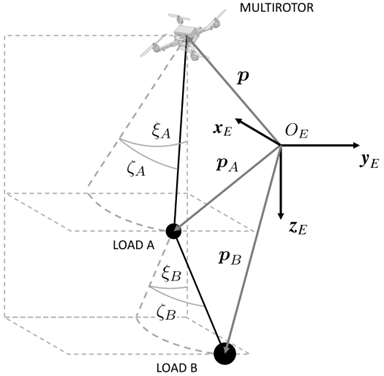 MULTIROTOR
p
ξ_A
ζ_A
x_E
O_E
y_E
p_A
z_E
LOAD A
p_B
ξ_B
ζ_B
LOAD B